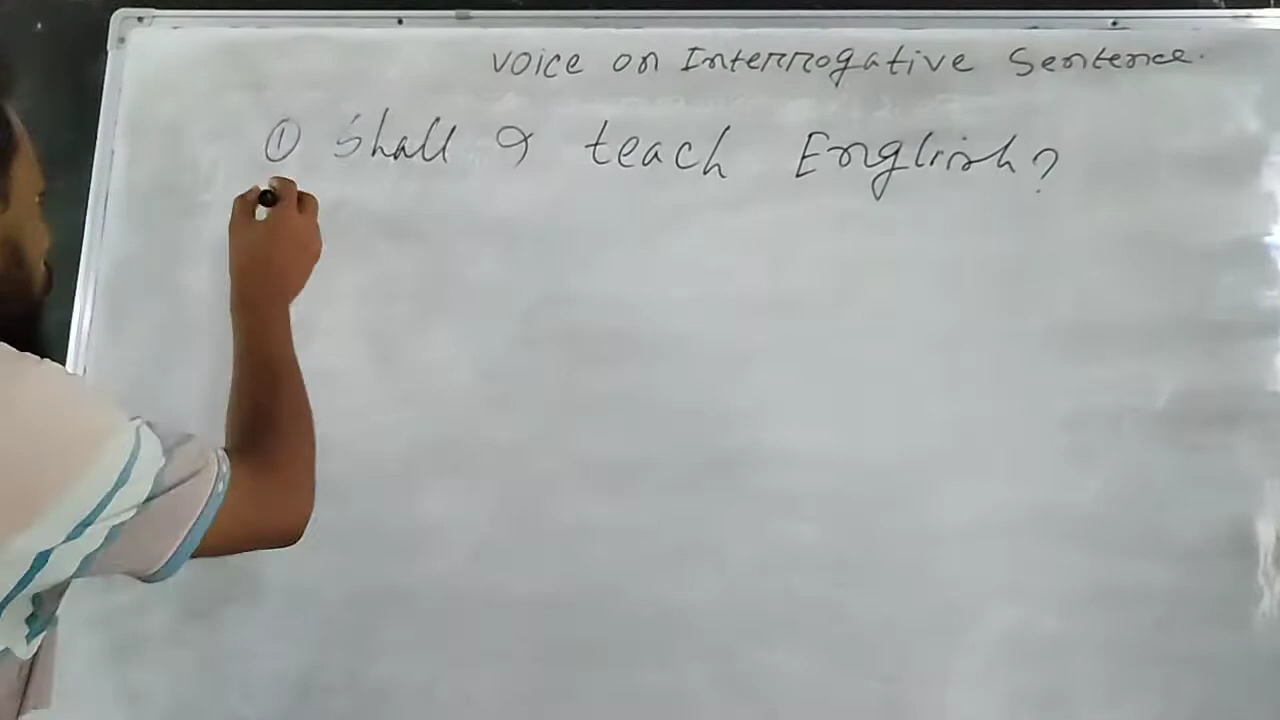 Voice on Interrogative Sentence.
① Shall I teach English?